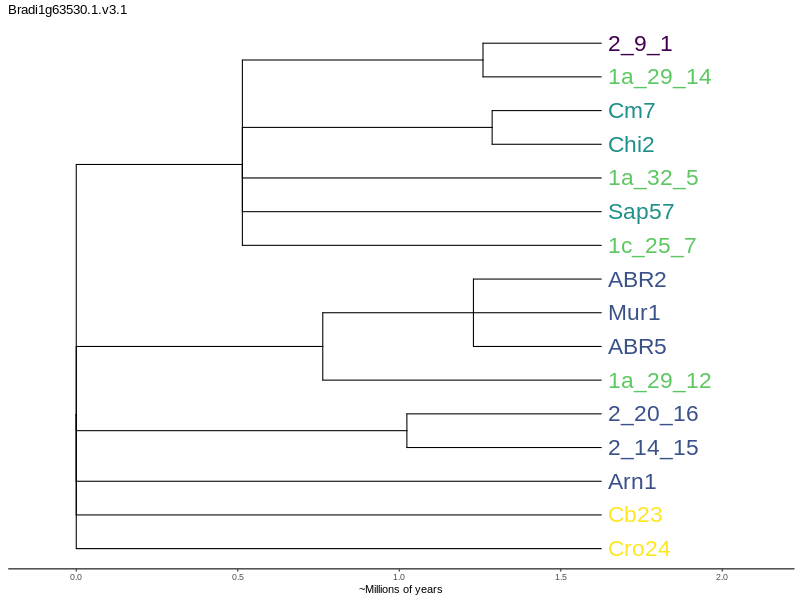 Bradi1g63530.1.v3.1
2_9_1
1a_29_14
Cm7
Chi2
1a_32_5
Sap57
1c_25_7
ABR2
Mur1
ABR5
1a_29_12
2_20_16
2_14_15
Arn1
Cb23
Cro24
0.0 0.5 1.0 1.5 2.0
~Millions of years